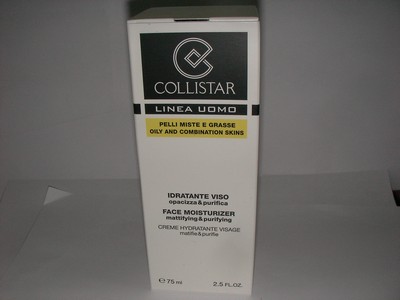 COLLISTAR
LINEA UOMO
PELLI MISTE E GRASSE
OILY AND COMBINATION SKINS
IDRATANTE VISO
opacizza&purifica
FACE MOISTURIZER
mattifying&purifying
CREME HYDRATANTE VISAGE
matifie&purifie
e 75 ml 2.5 FL.OZ.